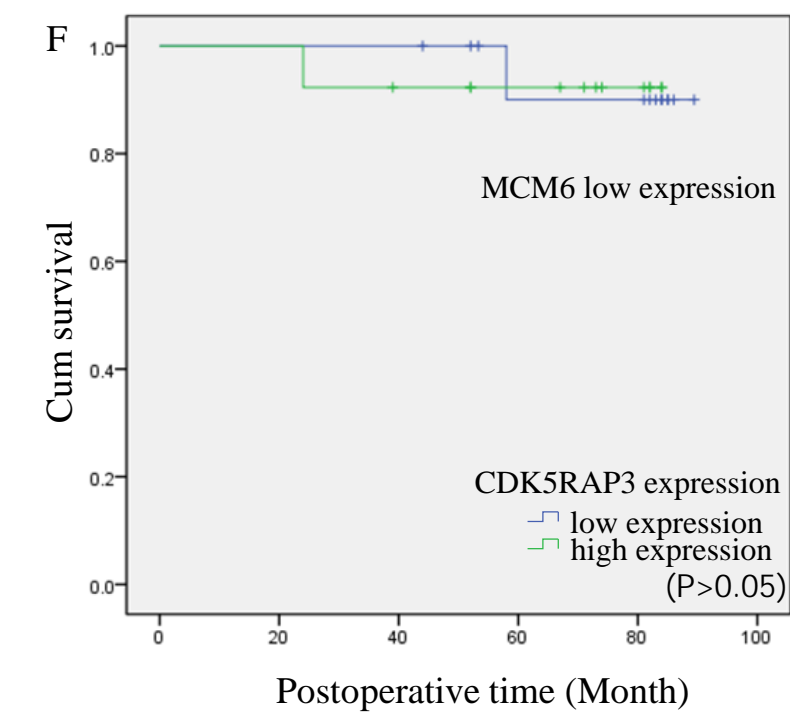 F
1.0
0.8
0.6
0.4
0.2
0.0
Cum survival
MCM6 low expression
CDK5RAP3 expression
low expression
high expression
(P>0.05)
0 20 40 60 80 100
Postoperative time (Month)